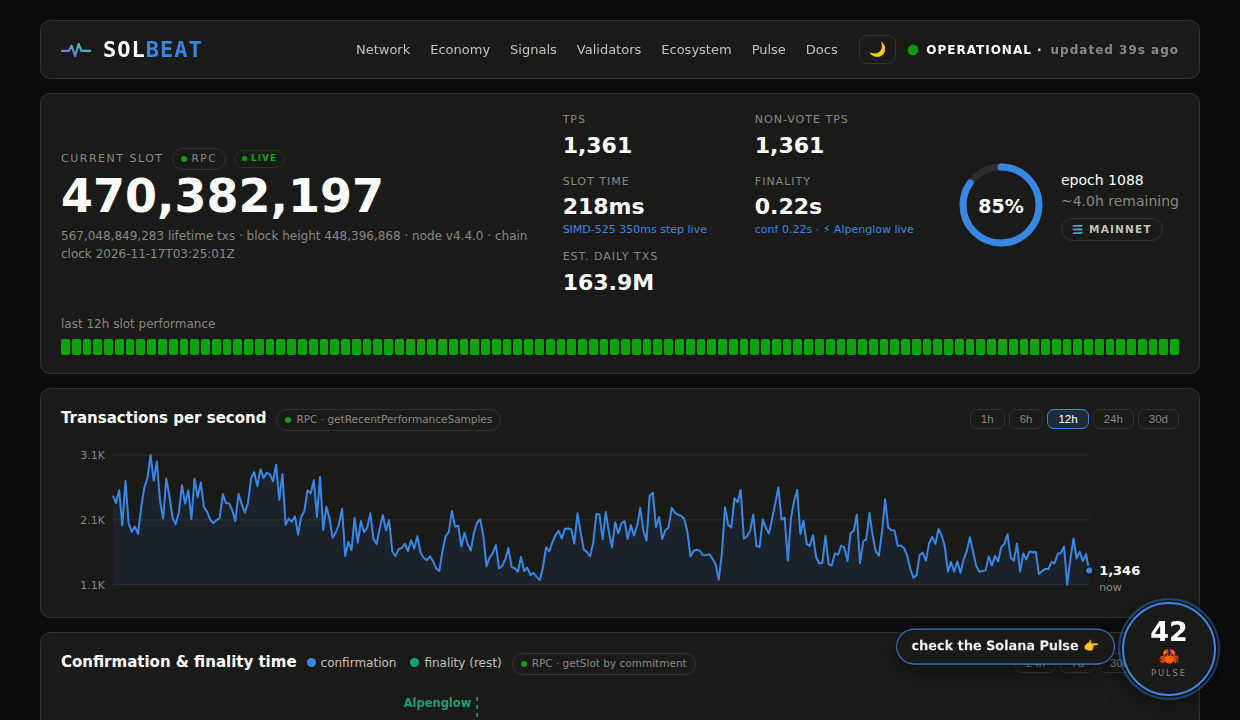 SOLBEAT
Network Economy Signals Validators Ecosystem Pulse Docs 🌙 OPERATIONAL · updated 39s ago
CURRENT SLOT RPC LIVE
470,382,197
567,048,849,283 lifetime txs · block height 448,396,868 · node v4.4.0 · chain
clock 2026-11-17T03:25:01Z
TPS
1,361
NON-VOTE TPS
1,361
SLOT TIME
218ms
SIMD-525 350ms step live
FINALITY
0.22s
conf 0.22s · ⚡ Alpenglow live
EST. DAILY TXS
163.9M
85%
epoch 1088
~4.0h remaining
MAINNET
last 12h slot performance
Transactions per second RPC · getRecentPerformanceSamples
1h 6h 12h 24h 30d
3.1K
2.1K
1.1K
1,346
now
Confirmation & finality time confirmation finality (rest) RPC · getSlot by commitment
Alpenglow
check the Solana Pulse 👉
42
🦀
PULSE